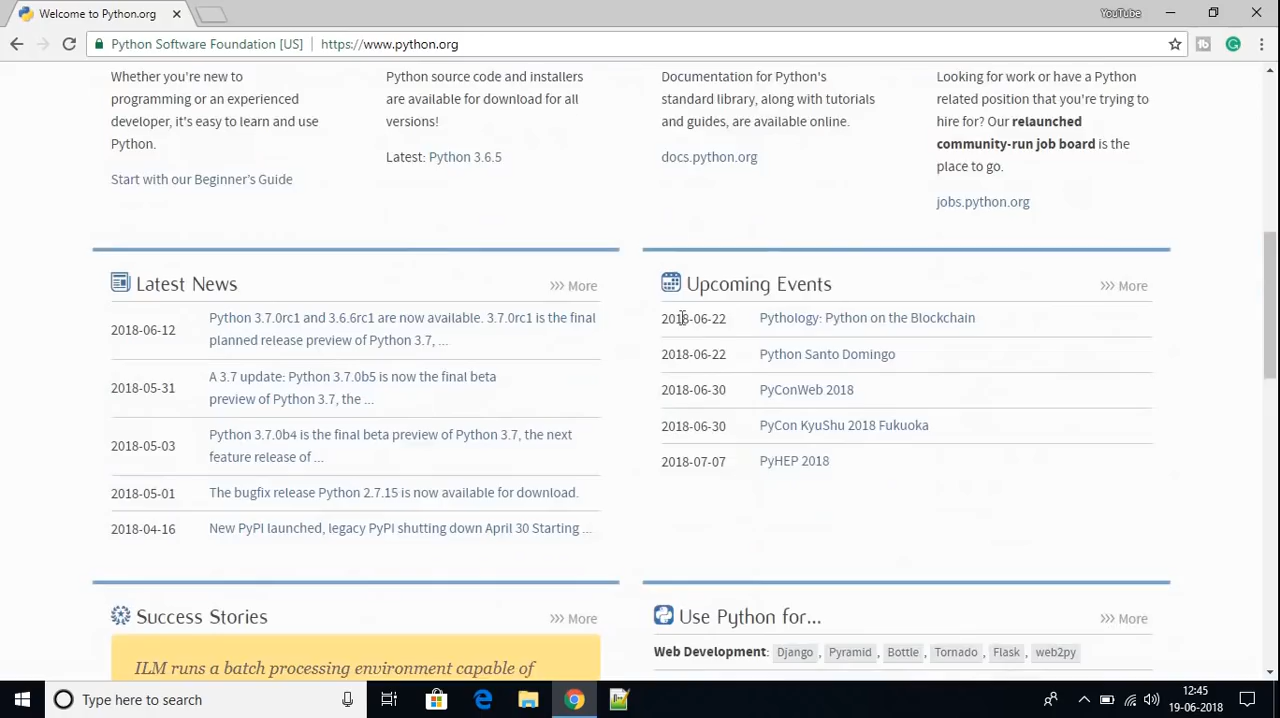 Welcome to Python.org
YouTube
Python Software Foundation [US]
https://www.python.org
Whether you're new to
programming or an experienced
developer, it's easy to learn and use
Python.
Start with our Beginner's Guide
Python source code and installers
are available for download for all
versions!
Latest: Python 3.6.5
Documentation for Python's
standard library, along with tutorials
and guides, are available online.
docs.python.org
Looking for work or have a Python
related position that you're trying to
hire for? Our relaunched
community-run job board is the
place to go.
jobs.python.org
Latest News
More
2018-06-12
Python 3.7.0rc1 and 3.6.6rc1 are now available. 3.7.0rc1 is the final
planned release preview of Python 3.7, ...
2018-05-31
A 3.7 update: Python 3.7.0b5 is now the final beta
preview of Python 3.7, the ...
2018-05-03
Python 3.7.0b4 is the final beta preview of Python 3.7, the next
feature release of ...
2018-05-01
The bugfix release Python 2.7.15 is now available for download.
2018-04-16
New PyPI launched, legacy PyPI shutting down April 30 Starting ...
Upcoming Events
More
2018-06-22 Pythology: Python on the Blockchain
2018-06-22 Python Santo Domingo
2018-06-30 PyConWeb 2018
2018-06-30 PyCon KyuShu 2018 Fukuoka
2018-07-07 PyHEP 2018
Success Stories
More
ILM runs a batch processing environment capable of
Use Python for...
More
Web Development: Django, Pyramid, Bottle, Tornado, Flask, web2py
Type here to search
12:45
19-06-2018